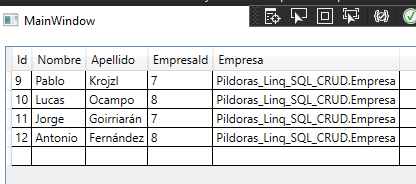 MainWindow
Id Nombre Apellido EmpresaId Empresa
9 Pablo Krojzl 7 Pildoras_Linq_SQL_CRUD.Empresa
10 Lucas Ocampo 8 Pildoras_Linq_SQL_CRUD.Empresa
11 Jorge Goirriarán 7 Pildoras_Linq_SQL_CRUD.Empresa
12 Antonio Fernández 8 Pildoras_Linq_SQL_CRUD.Empresa